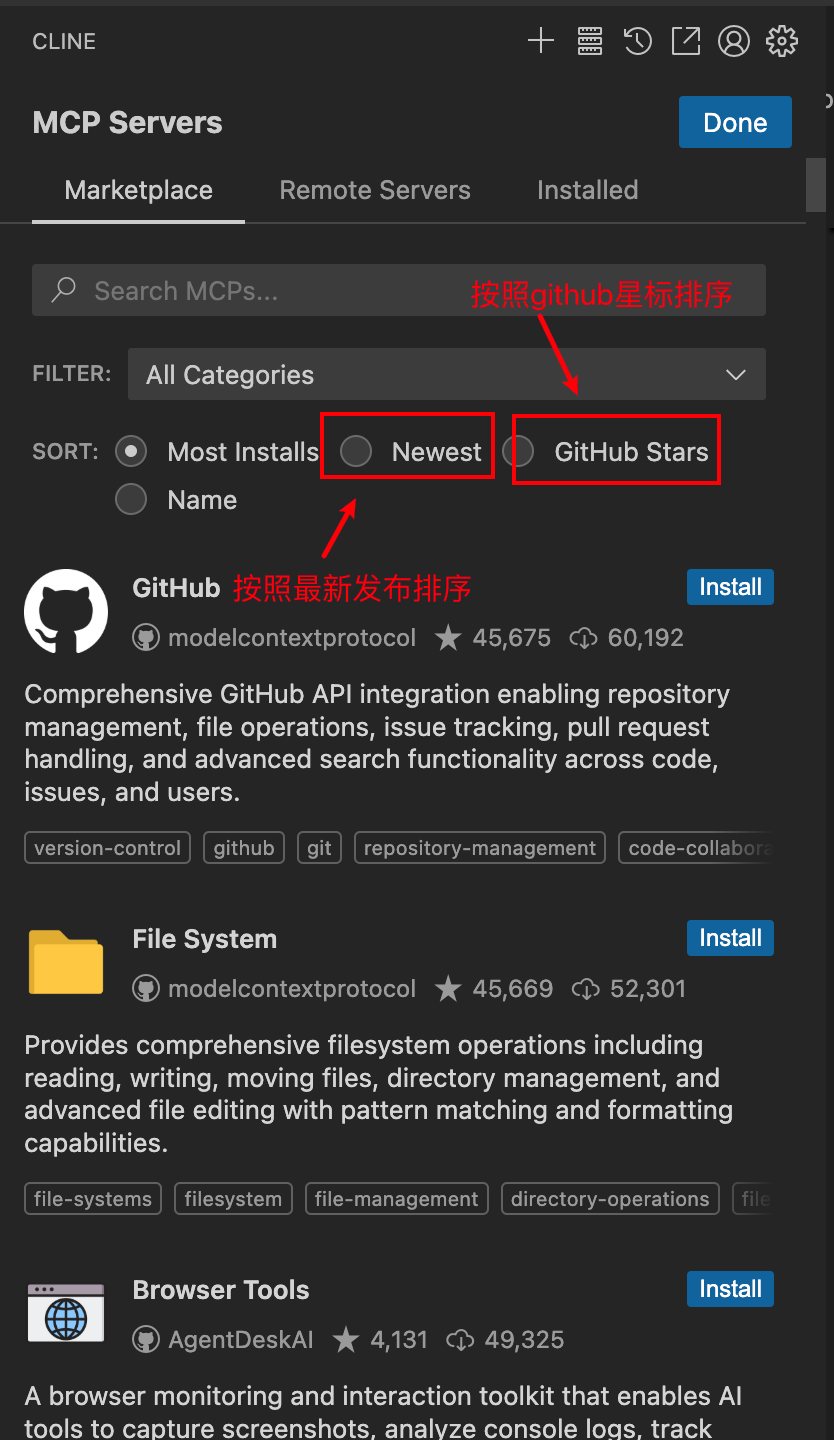 CLINE
MCP Servers
Done
Marketplace
Remote Servers
Installed
Search MCPs...
按照github星标排序
FILTER:
All Categories
SORT:
Most Installs
Newest
GitHub Stars
Name
GitHub
按照最新发布排序
Install
modelcontextprotocol
45,675
60,192
Comprehensive GitHub API integration enabling repository
management, file operations, issue tracking, pull request
handling, and advanced search functionality across code,
issues, and users.
version-control
github
git
repository-management
code-collabora
File System
Install
modelcontextprotocol
45,669
52,301
Provides comprehensive filesystem operations including
reading, writing, moving files, directory management, and
advanced file editing with pattern matching and formatting
capabilities.
file-systems
filesystem
file-management
directory-operations
file
Browser Tools
Install
AgentDeskAI
4,131
49,325
A browser monitoring and interaction toolkit that enables AI
tools to capture screenshots, analyze console logs, track